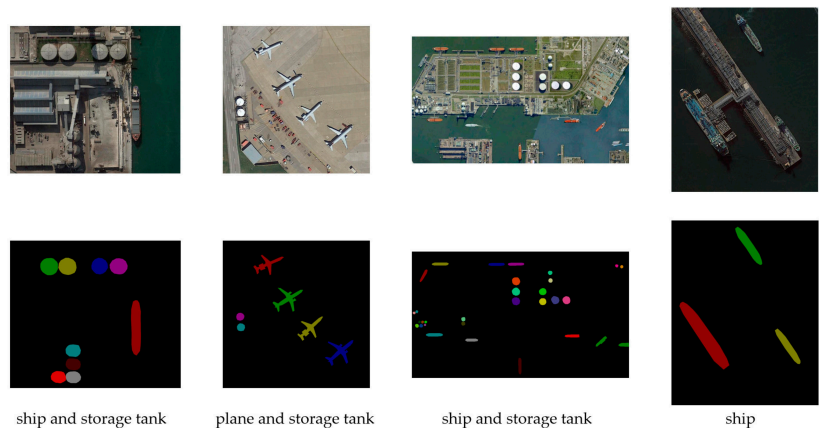 ship and storage tank
plane and storage tank
ship and storage tank
ship